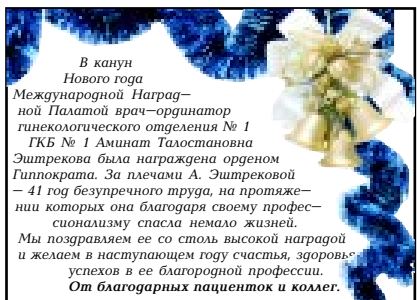 В канун
Нового года
Международной Наград–
ной Палатой врач–ординатор
гинекологического отделения № 1
ГКБ № 1 Аминат Талостановна
Эштрекова была награждена орденом
Гиппократа. За плечами А. Эштрековой
– 41 год безупречного труда, на протяже–
нии которых она благодаря своему профес–
сионализму спасла немало жизней.
Мы поздравляем ее со столь высокой наградой
и желаем в наступающем году счастья, здоровья,
успехов в ее благородной профессии.
От благодарных пациенток и коллег.